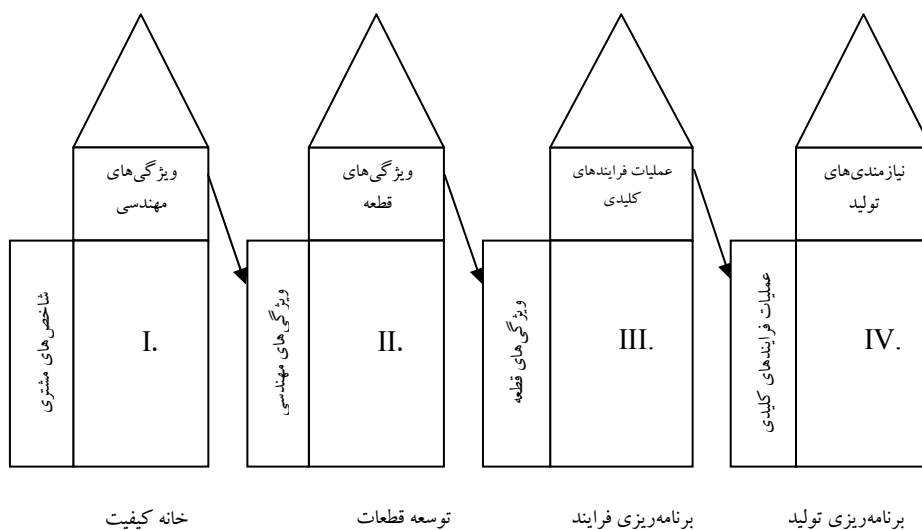 ویژگی‌های
مهندسی
شاخص‌های مشتری
I.
خانه کیفیت
ویژگی‌های
قطعه
ویژگی‌های مهندسی
II.
توسعه قطعات
عملیات فرایندهای
کلیدی
ویژگی‌های قطعه
III.
برنامه‌ریزی فرایند
نیازمندی‌های
تولید
عملیات فرایندهای کلیدی
IV.
برنامه‌ریزی تولید